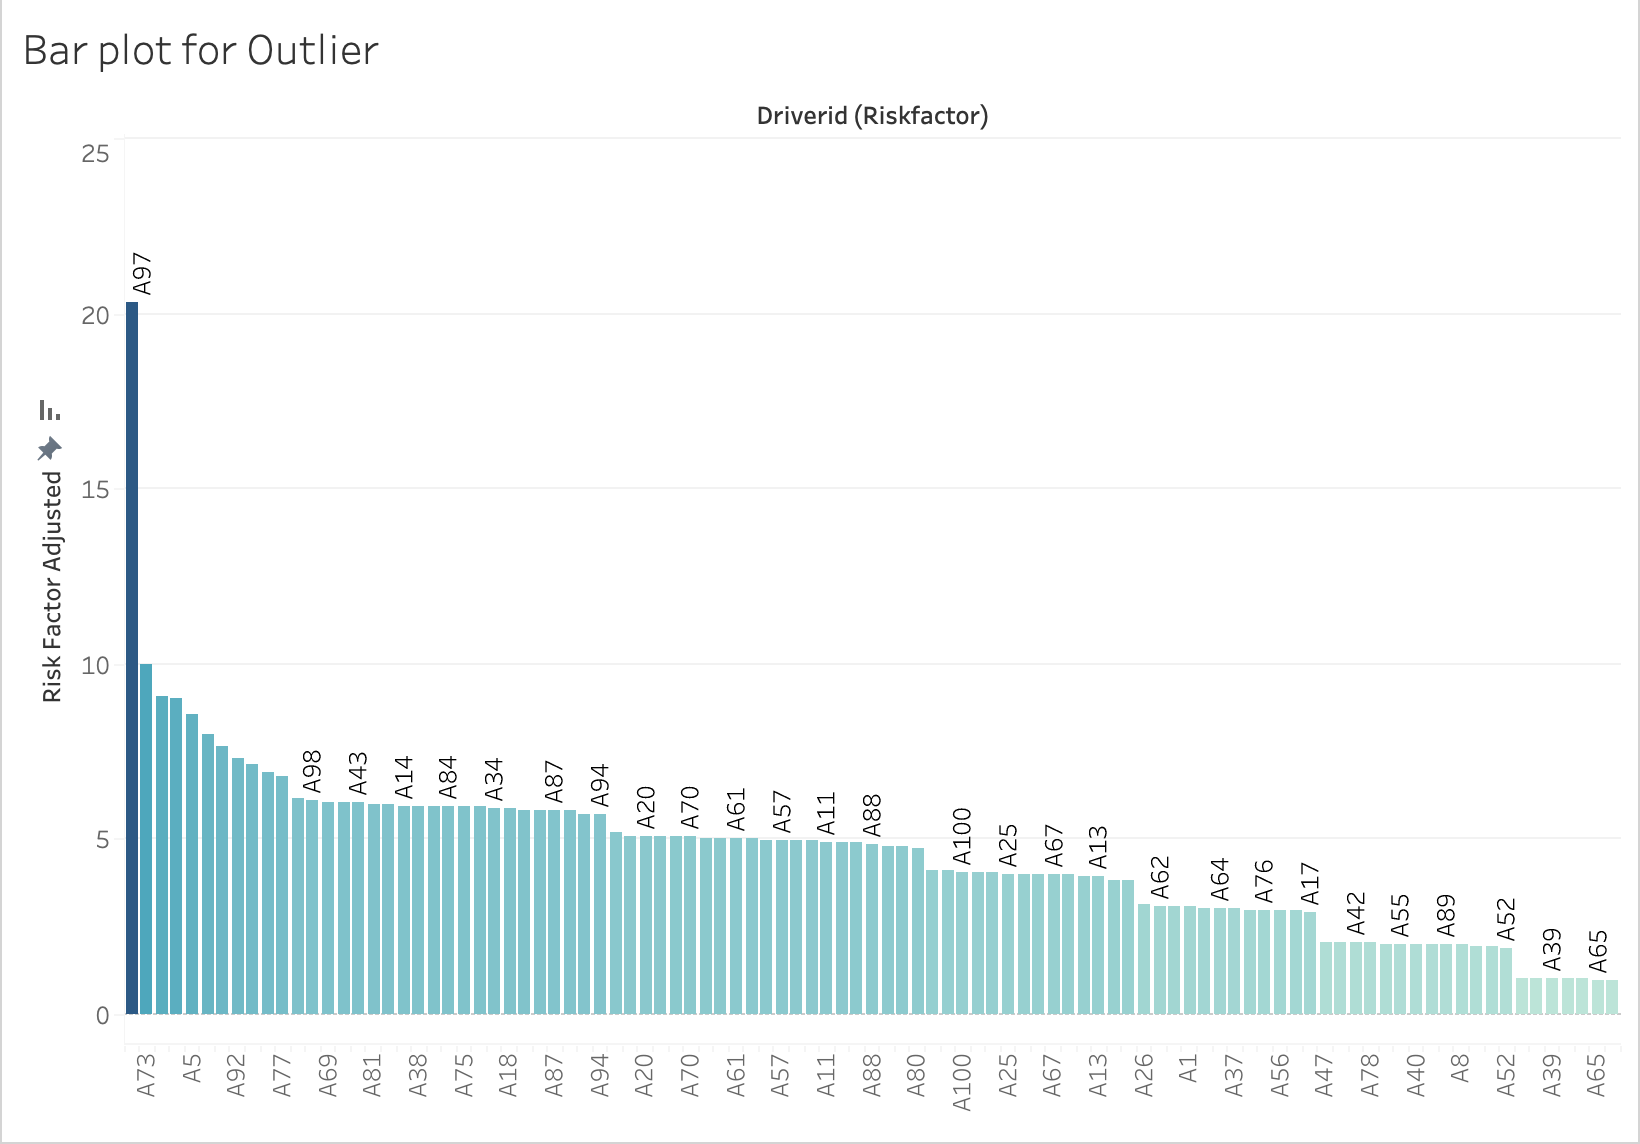 Bar plot for Outlier
Driverid (Riskfactor)
Risk Factor Adjusted
25
20
15
10
5
0
A97
A98
A43
A14
A84
A34
A87
A94
A20
A70
A61
A57
A11
A88
A100
A25
A67
A13
A62
A64
A76
A17
A42
A55
A89
A52
A39
A65
A73
A5
A92
A77
A69
A81
A38
A75
A18
A87
A94
A20
A70
A61
A57
A11
A88
A80
A100
A25
A67
A13
A26
A1
A37
A56
A47
A78
A40
A8
A52
A39
A65